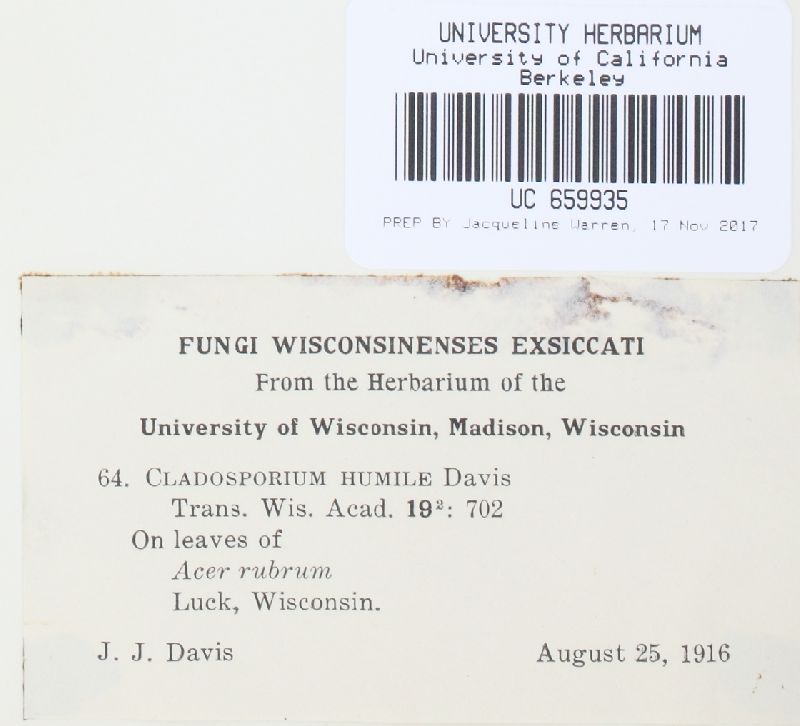 UNIVERSITY HERBARIUM
University of California
Berkeley
UC 659935
PREP BY Jacqueline Warren, 17 Nov 2017
FUNGI WISCONSINENSES EXSICCATI
From the Herbarium of the
University of Wisconsin, Madison, Wisconsin
64. CLADOSPORIUM HUMILE Davis
Trans. Wis. Acad. 19²: 702
On leaves of
Acer rubrum
Luck, Wisconsin.
J. J. Davis August 25, 1916